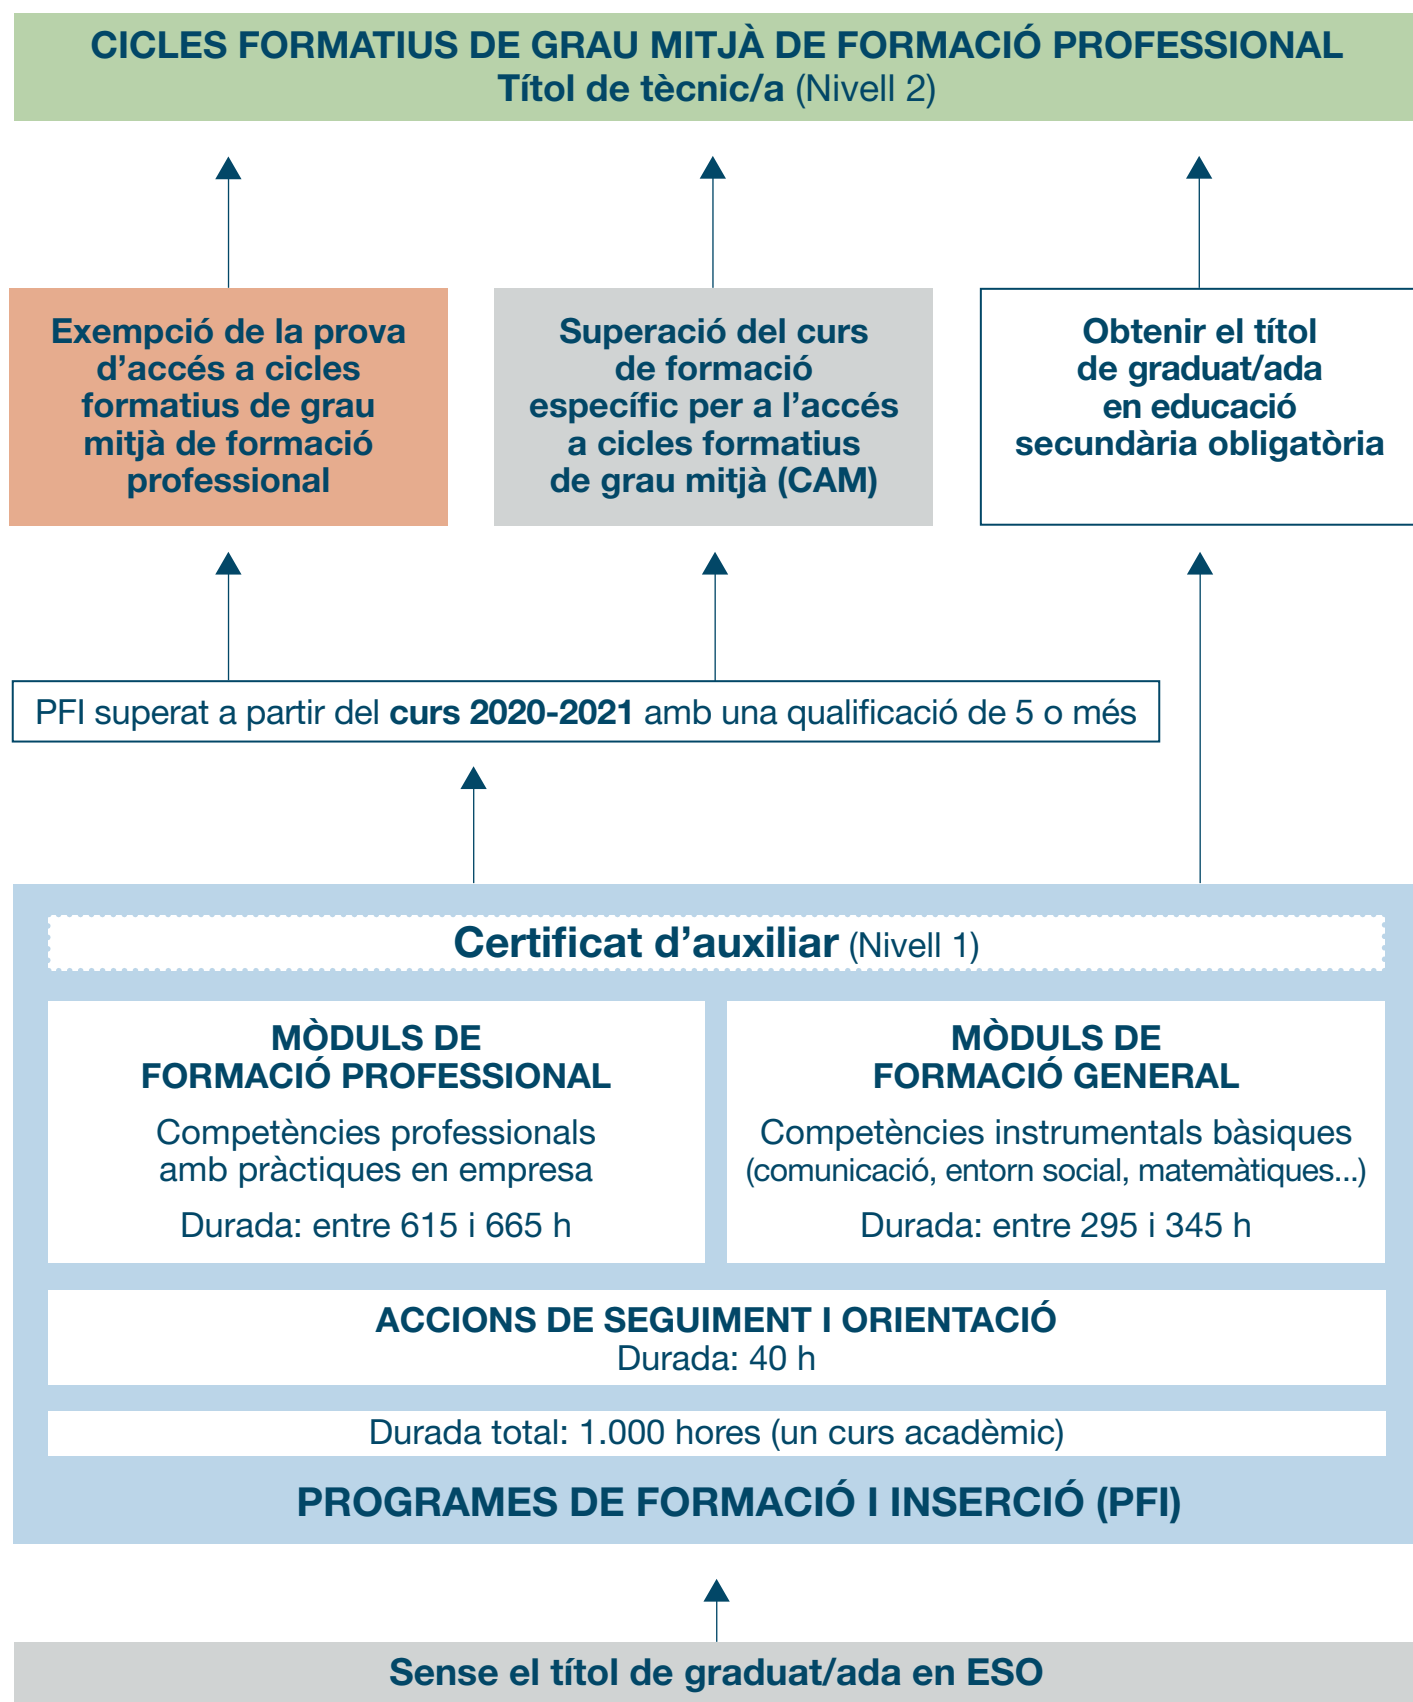 CICLES FORMATIUS DE GRAU MITJÀ DE FORMACIÓ PROFESSIONAL
Títol de tècnic/a (Nivell 2)
Exempció de la prova
d’accés a cicles
formatius de grau
mitjà de formació
professional
Superació del curs
de formació
específic per a l’accés
a cicles formatius
de grau mitjà (CAM)
Obtenir el títol
de graduat/ada
en educació
secundària obligatòria
PFI superat a partir del curs 2020-2021 amb una qualificació de 5 o més
Certificat d’auxiliar (Nivell 1)
MÒDULS DE
FORMACIÓ PROFESSIONAL
Competències professionals
amb pràctiques en empresa
Durada: entre 615 i 665 h
MÒDULS DE
FORMACIÓ GENERAL
Competències instrumentals bàsiques
(comunicació, entorn social, matemàtiques...)
Durada: entre 295 i 345 h
ACCIONS DE SEGUIMENT I ORIENTACIÓ
Durada: 40 h
Durada total: 1.000 hores (un curs acadèmic)
PROGRAMES DE FORMACIÓ I INSERCIÓ (PFI)
Sense el títol de graduat/ada en ESO